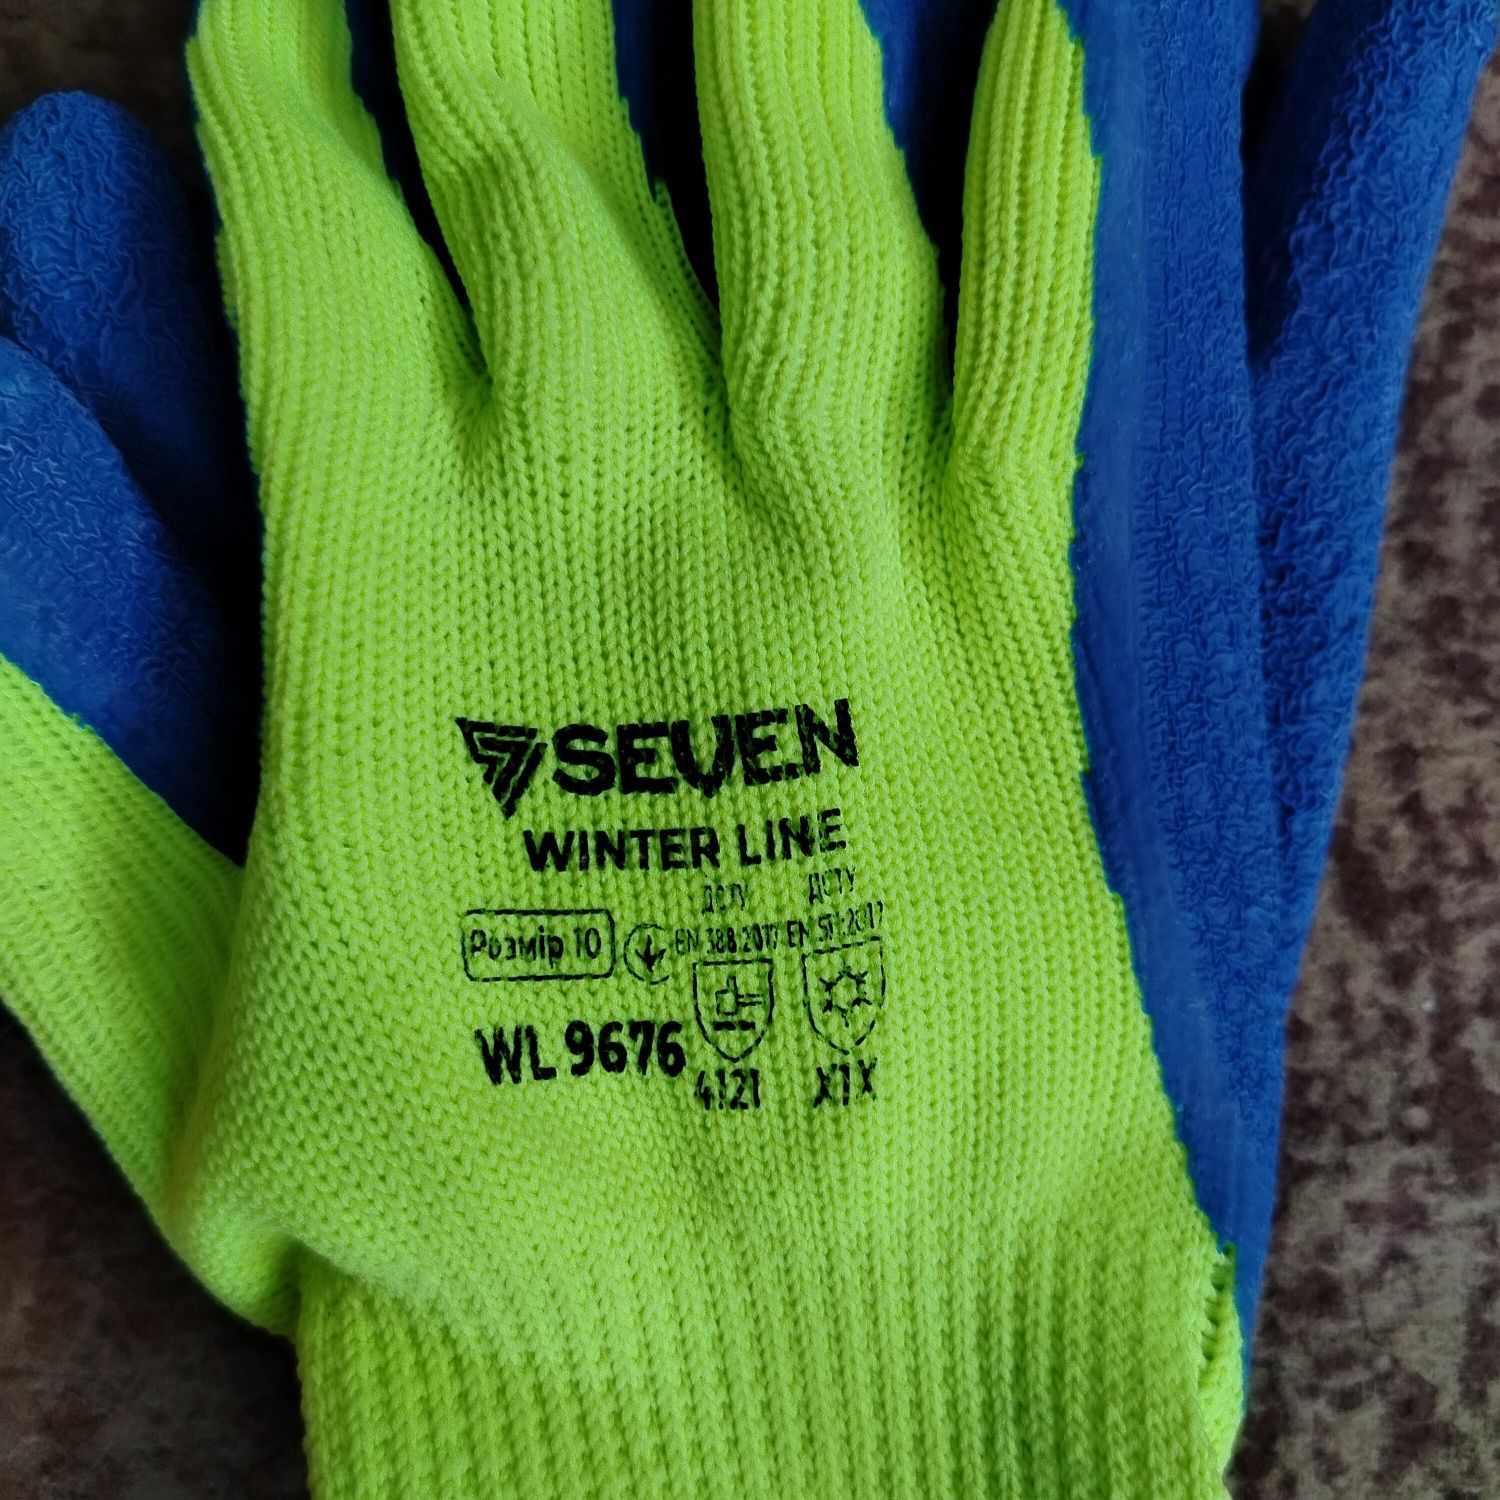 SEVEN
WINTER LINE
ДСТУ ДСТУ
Розмір 10 EN 388:2017 EN 511:2017
WL 9676
4121 X1X